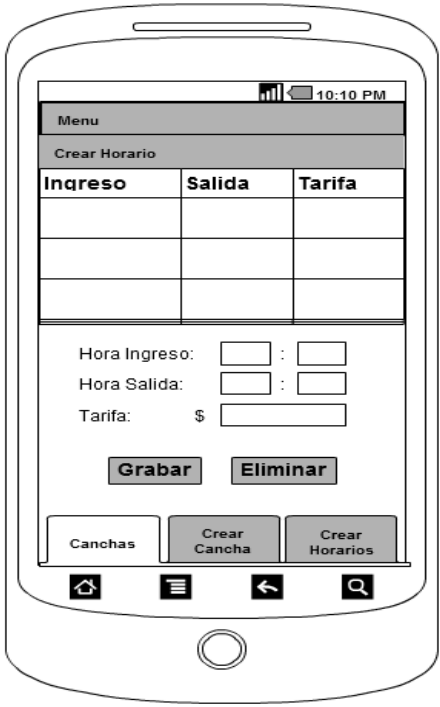 10:10 PM
Menu
Crear Horario
Ingreso Salida Tarifa
Hora Ingreso: :
Hora Salida: :
Tarifa: $
Grabar Eliminar
Canchas Crear Cancha Crear Horarios